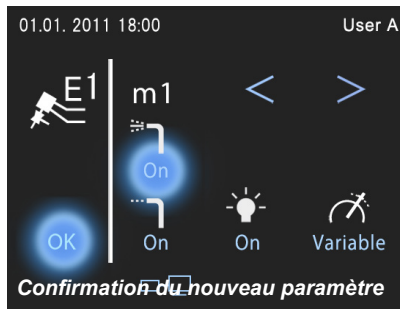 01.01. 2011 18:00 User A
E1
m1
< >
On
OK On On Variable
Confirmation du nouveau paramètre